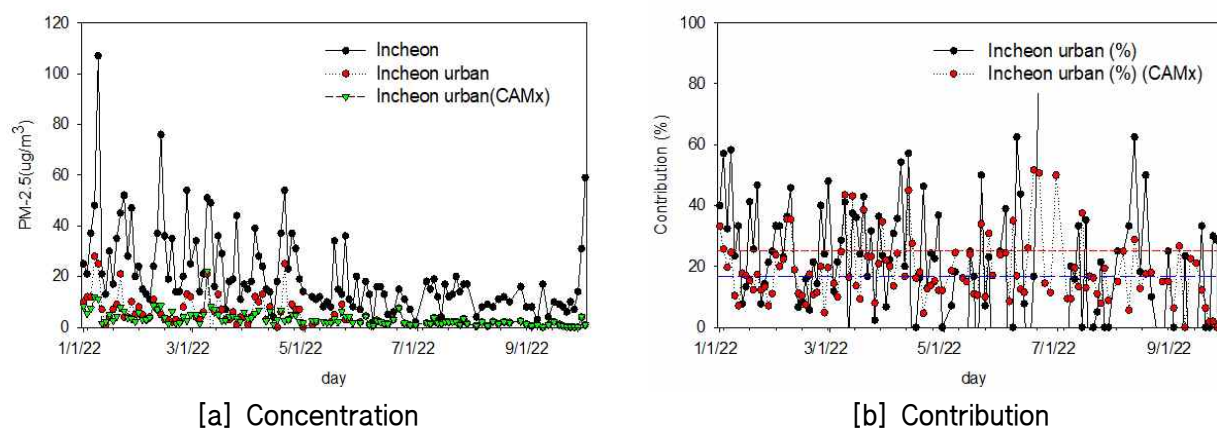 120
100
80
60
40
20
0
PM-2.5(ug/m³)
Incheon
Incheon urban
Incheon urban(CAMx)
1/1/22 3/1/22 5/1/22 7/1/22 9/1/22
day
[a] Concentration
100
80
60
40
20
0
Contribution (%)
Incheon urban (%)
Incheon urban (%) (CAMx)
1/1/22 3/1/22 5/1/22 7/1/22 9/1/22
day
[b] Contribution